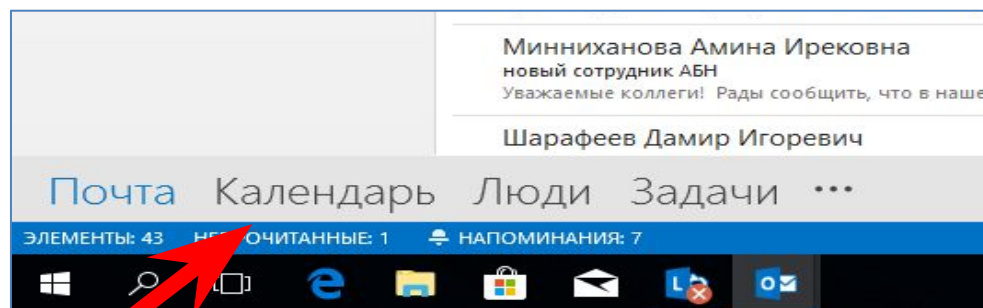 Минниханова Амина Ирековна
новый сотрудник АБН
Уважаемые коллеги! Рады сообщить, что в наше
Шарафеев Дамир Игоревич
Почта Календарь Люди Задачи ...
ЭЛЕМЕНТЫ: 43 НЕПРОЧИТАННЫЕ: 1 НАПОМИНАНИЯ: 7